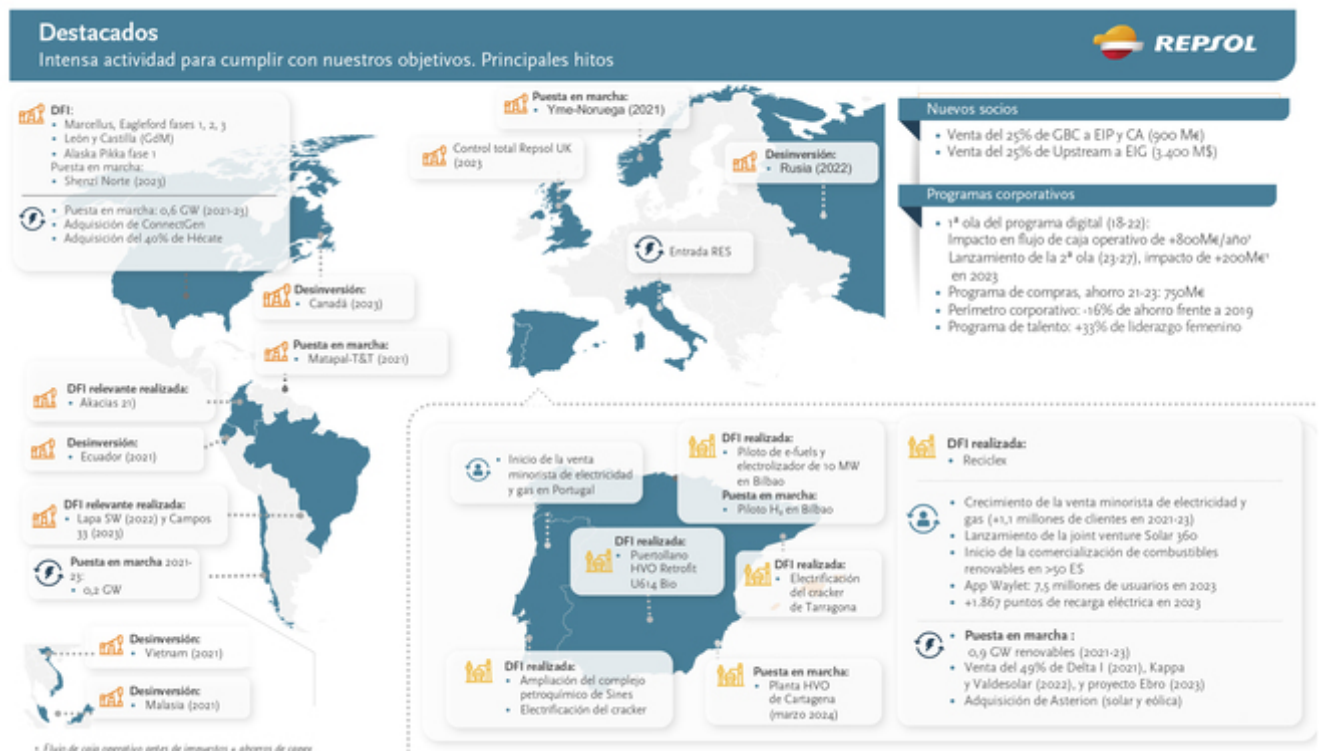 Destacados
Intensa actividad para cumplir con nuestros objetivos. Principales hitos
REPSOL
DFI:
• Marcellus, Eagleford fases 1, 2, 3
• León y Castilla (GdM)
• Alaska Pikka fase 1
Puesta en marcha:
• Shenzi Norte (2023)
• Puesta en marcha: 0,6 GW (2021-23)
• Adquisición de ConnectGen
• Adquisición del 40% de Hécate
Desinversión:
• Canadá (2023)
Puesta en marcha:
• Matapal-T&T (2021)
DFI relevante realizada:
• Akacias 21)
Desinversión:
• Ecuador (2021)
DFI relevante realizada:
• Lapa SW (2022) y Campos
33 (2023)
Puesta en marcha 2021-
23:
• 0,2 GW
Desinversión:
• Vietnam (2021)
Desinversión:
• Malasia (2021)
1. Flujo de caja operativo antes de impuestos + ahorros de capex
Puesta en marcha:
• Yme-Noruega (2021)
Control total Repsol UK
(2023
Desinversión:
• Rusia (2022)
Entrada RES
Nuevos socios
• Venta del 25% de GBC a EIP y CA (900 M€)
• Venta del 25% de Upstream a EIG (3.400 M$)
Programas corporativos
• 1ª ola del programa digital (18-22):
Impacto en flujo de caja operativo de +800M€/año¹
Lanzamiento de la 2ª ola (23-27), impacto de +200M€¹
en 2023
• Programa de compras, ahorro 21-23: 750M€
• Perímetro corporativo: -16% de ahorro frente a 2019
• Programa de talento: +33% de liderazgo femenino
• Inicio de la venta
minorista de electricidad
y gas en Portugal
DFI realizada:
• Piloto de e-fuels y
electrolizador de 10 MW
en Bilbao
Puesta en marcha:
• Piloto H₂ en Bilbao
DFI realizada:
• Puertollano
HVO Retrofit
U614 Bio
DFI realizada:
• Electrificación
del cracker
de Tarragona
DFI realizada:
• Ampliación del complejo
petroquímico de Sines
• Electrificación del cracker
Puesta en marcha:
• Planta HVO
de Cartagena
(marzo 2024)
DFI realizada:
• Reciclex
• Crecimiento de la venta minorista de electricidad y
gas (+1,1 millones de clientes en 2021-23)
• Lanzamiento de la joint venture Solar 360
• Inicio de la comercialización de combustibles
renovables en >50 ES
• App Waylet: 7,5 millones de usuarios en 2023
• +1.867 puntos de recarga eléctrica en 2023
• Puesta en marcha :
0,9 GW renovables (2021-23)
• Venta del 49% de Delta I (2021), Kappa
y Valdesolar (2022), y proyecto Ebro (2023)
• Adquisición de Asterion (solar y eólica)